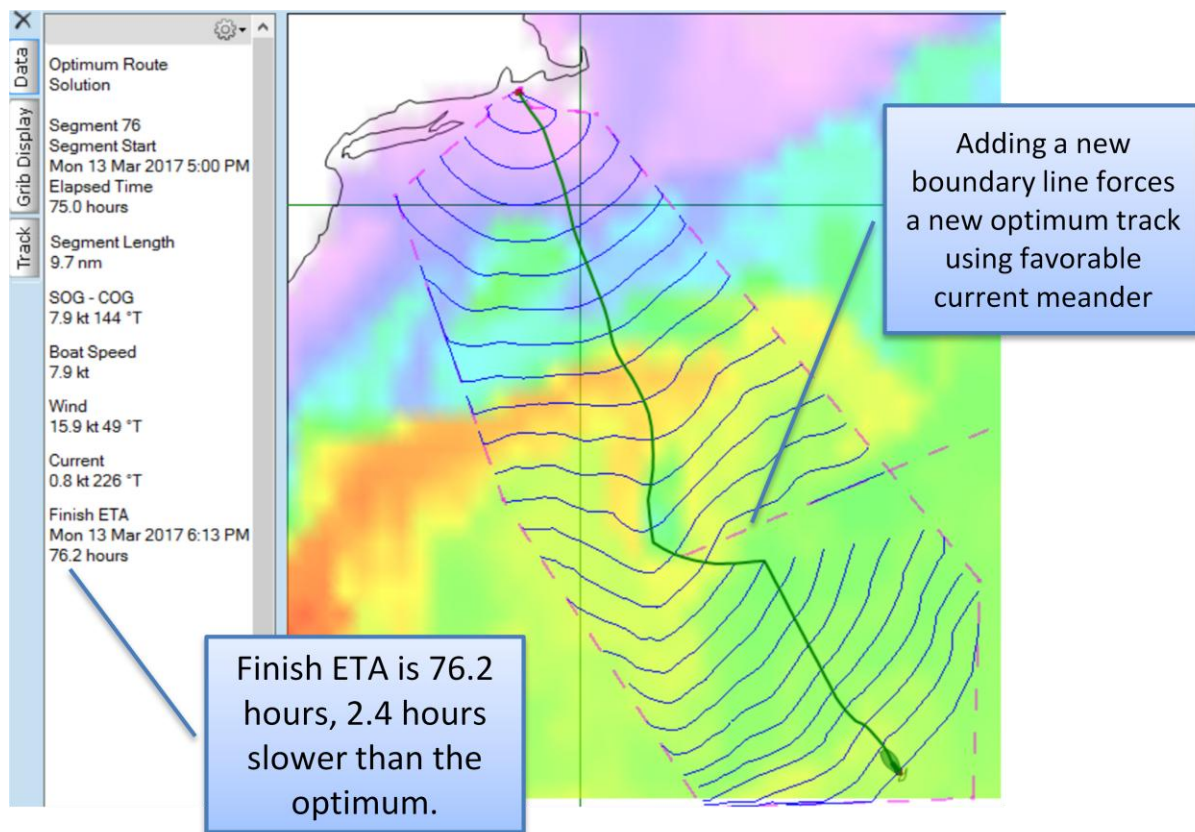 Data
Grib Display
Track
Optimum Route
Solution
Segment 76
Segment Start
Mon 13 Mar 2017 5:00 PM
Elapsed Time
75.0 hours
Segment Length
9.7 nm
SOG - COG
7.9 kt 144 °T
Boat Speed
7.9 kt
Wind
15.9 kt 49 °T
Current
0.8 kt 226 °T
Finish ETA
Mon 13 Mar 2017 6:13 PM
76.2 hours
Adding a new
boundary line forces
a new optimum track
using favorable
current meander
Finish ETA is 76.2
hours, 2.4 hours
slower than the
optimum.